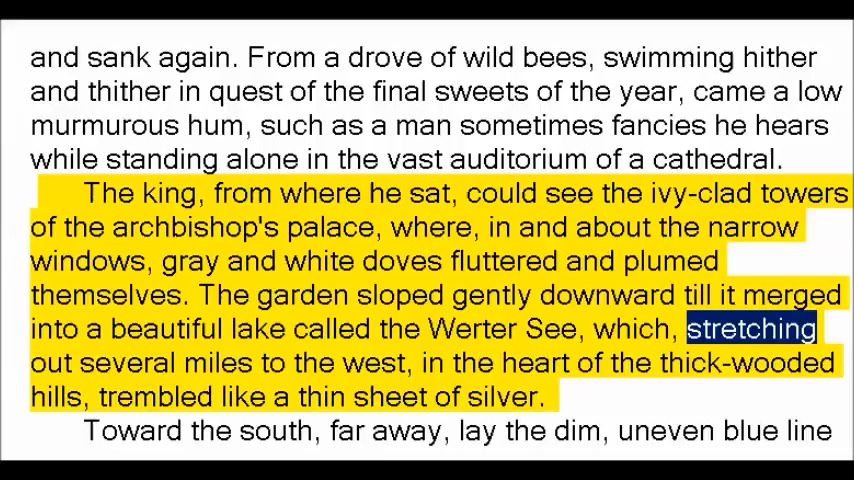 and sank again. From a drove of wild bees, swimming hither
and thither in quest of the final sweets of the year, came a low
murmurous hum, such as a man sometimes fancies he hears
while standing alone in the vast auditorium of a cathedral.
The king, from where he sat, could see the ivy-clad towers
of the archbishop's palace, where, in and about the narrow
windows, gray and white doves fluttered and plumed
themselves. The garden sloped gently downward till it merged
into a beautiful lake called the Werter See, which, stretching
out several miles to the west, in the heart of the thick-wooded
hills, trembled like a thin sheet of silver.
Toward the south, far away, lay the dim, uneven blue line